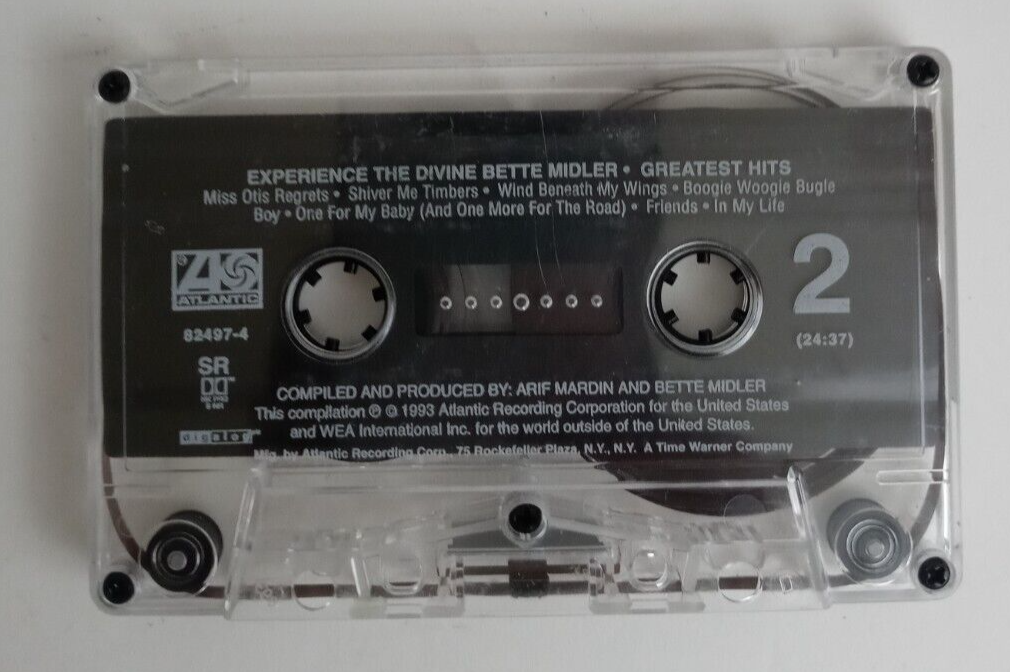 EXPERIENCE THE DIVINE BETTE MIDLER • GREATEST HITS
Miss Otis Regrets • Shiver Me Timbers • Wind Beneath My Wings • Boogie Woogie Bugle
Boy • One For My Baby (And One More For The Road) • Friends • In My Life
ATLANTIC
2
82497-4
(24:37)
SR
digalog
COMPILED AND PRODUCED BY: ARIF MARDIN AND BETTE MIDLER
This compilation ℗ © 1993 Atlantic Recording Corporation for the United States
and WEA International Inc. for the world outside of the United States.
Mfg. by Atlantic Recording Corp., 75 Rockefeller Plaza, N.Y., N.Y. A Time Warner Company